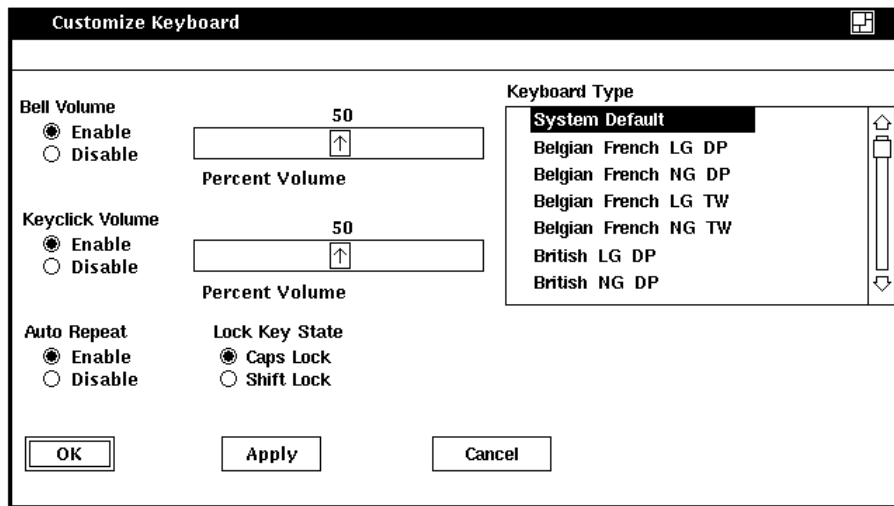 Customize Keyboard
Bell Volume
Enable
Disable
50
Percent Volume
Keyclick Volume
Enable
Disable
50
Percent Volume
Keyboard Type
System Default
Belgian French LG DP
Belgian French NG DP
Belgian French LG TW
Belgian French NG TW
British LG DP
British NG DP
Auto Repeat
Enable
Disable
Lock Key State
Caps Lock
Shift Lock
OK
Apply
Cancel